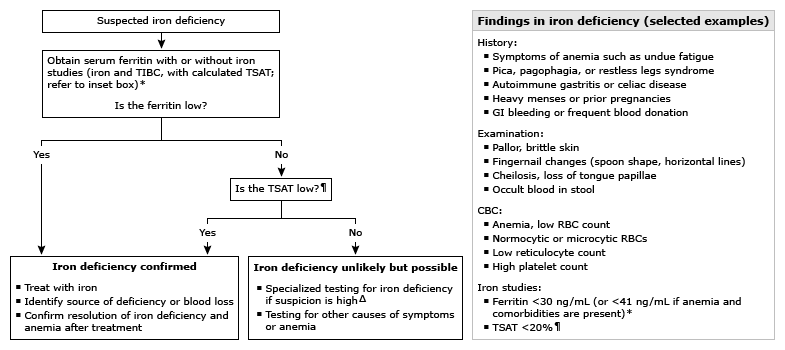 Suspected iron deficiency
Obtain serum ferritin with or without iron
studies (iron and TIBC, with calculated TSAT;
refer to inset box)*
Is the ferritin low?
Yes
No
Is the TSAT low?¶
Yes
No
Iron deficiency confirmed
▪ Treat with iron
▪ Identify source of deficiency or blood loss
▪ Confirm resolution of iron deficiency and
anemia after treatment
Iron deficiency unlikely but possible
▪ Specialized testing for iron deficiency
if suspicion is highΔ
▪ Testing for other causes of symptoms
or anemia
Findings in iron deficiency (selected examples)
History:
▪ Symptoms of anemia such as undue fatigue
▪ Pica, pagophagia, or restless legs syndrome
▪ Autoimmune gastritis or celiac disease
▪ Heavy menses or prior pregnancies
▪ GI bleeding or frequent blood donation
Examination:
▪ Pallor, brittle skin
▪ Fingernail changes (spoon shape, horizontal lines)
▪ Cheilosis, loss of tongue papillae
▪ Occult blood in stool
CBC:
▪ Anemia, low RBC count
▪ Normocytic or microcytic RBCs
▪ Low reticulocyte count
▪ High platelet count
Iron studies:
▪ Ferritin <30 ng/mL (or <41 ng/mL if anemia and
comorbidities are present)*
▪ TSAT <20%¶